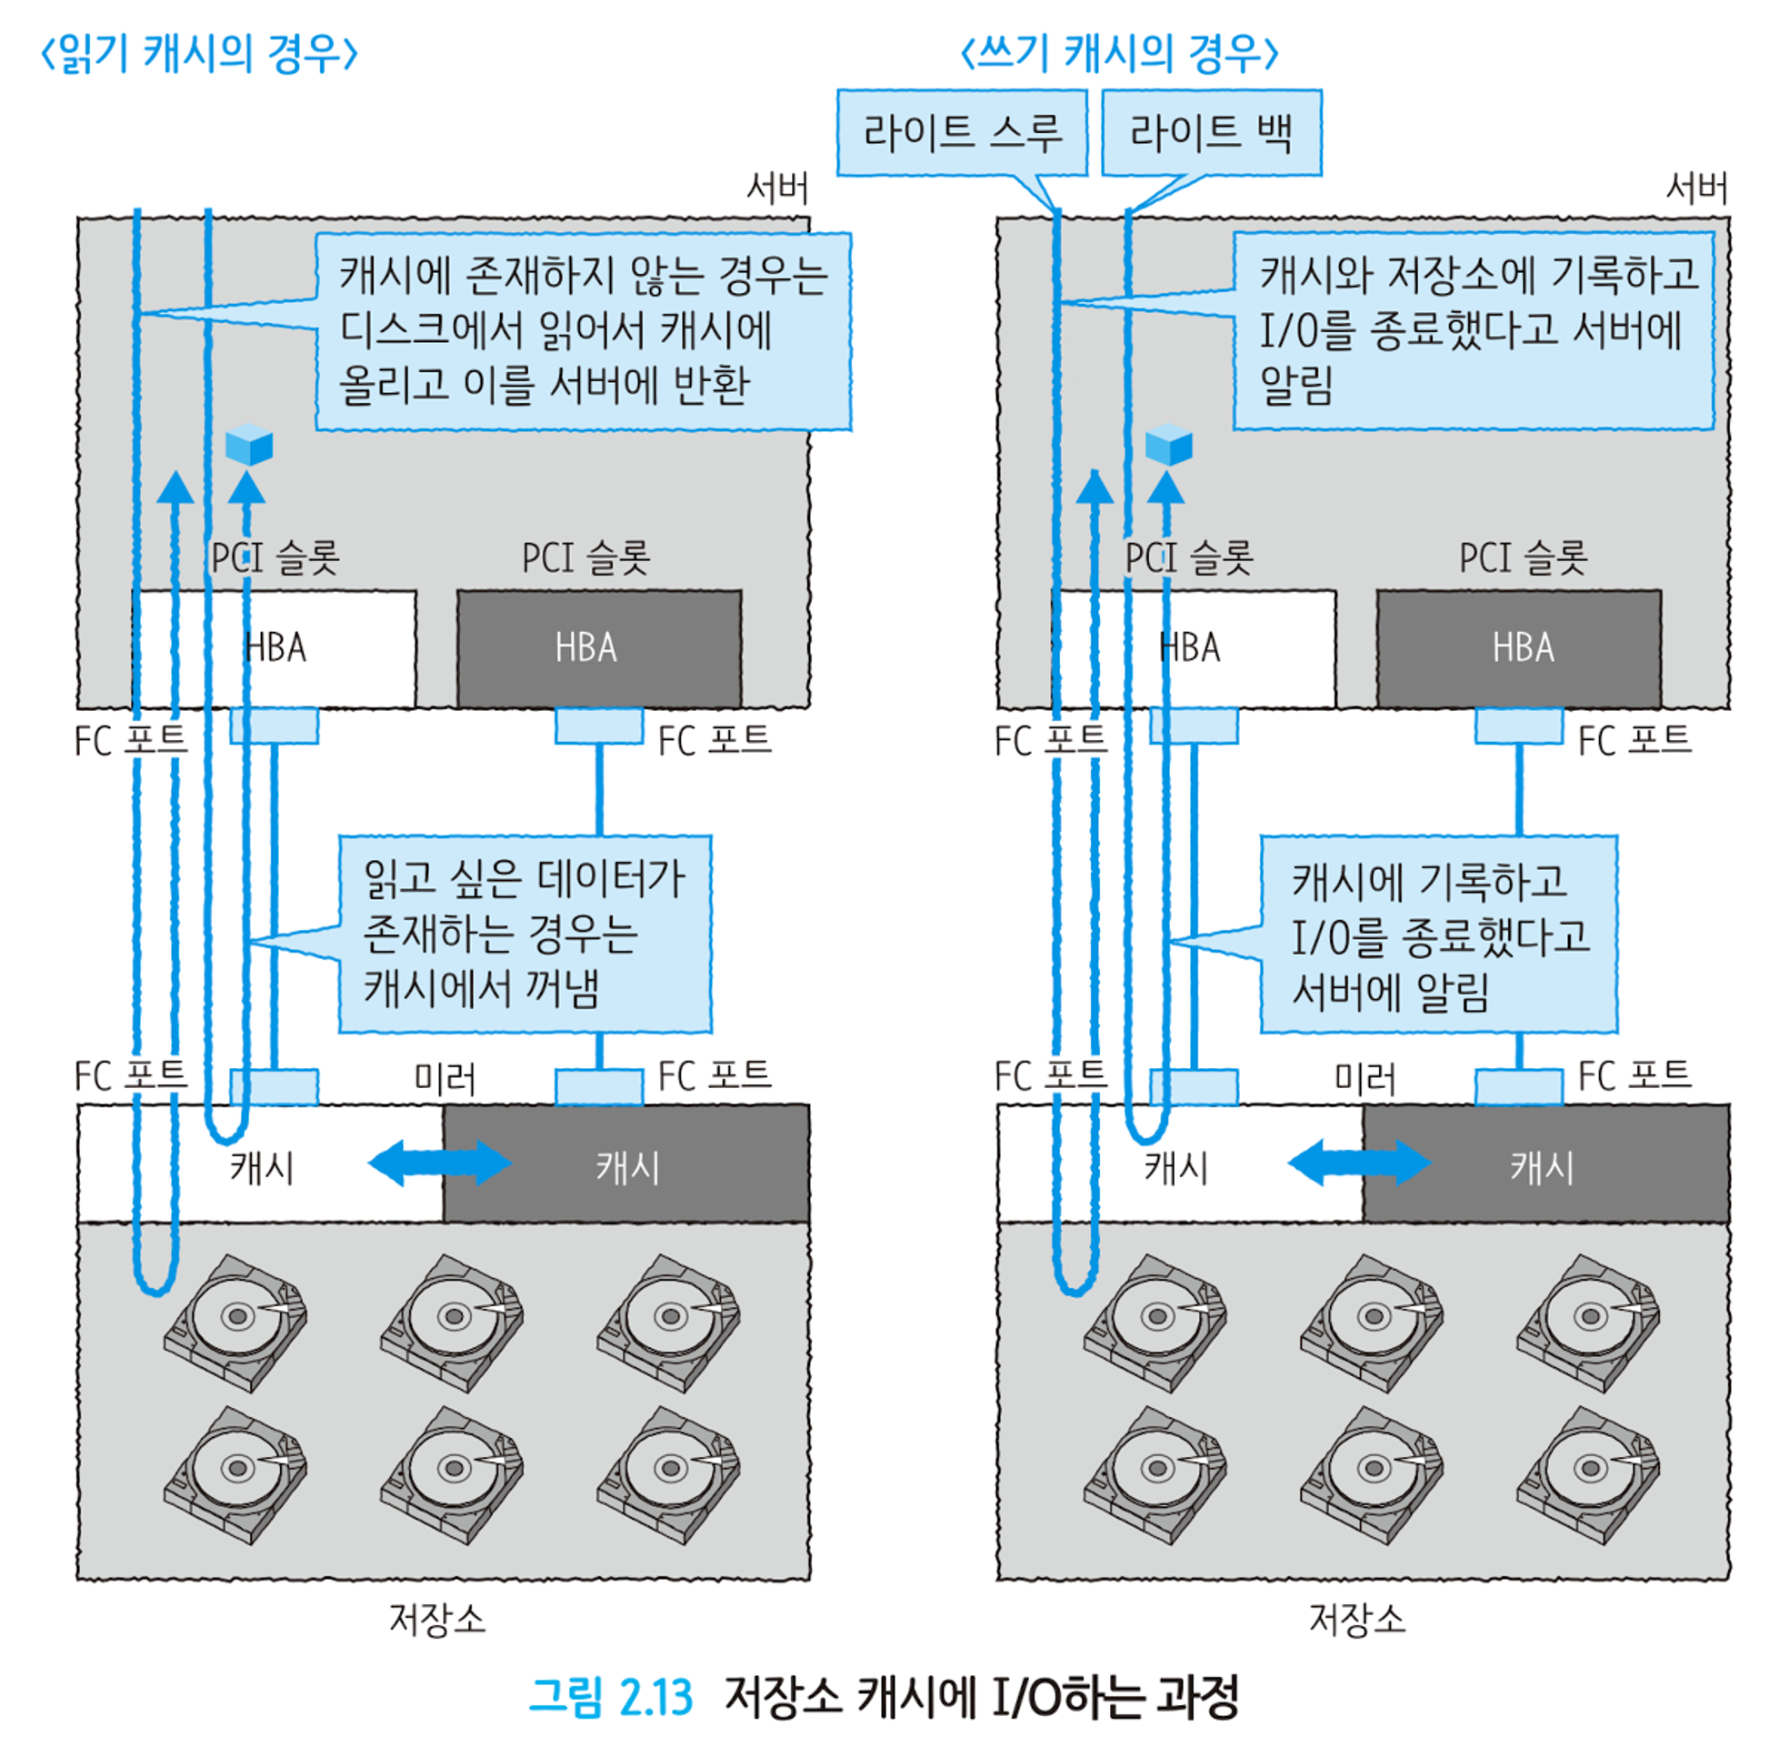 <읽기 캐시의 경우>
서버
캐시에 존재하지 않는 경우는
디스크에서 읽어서 캐시에
올리고 이를 서버에 반환
PCI 슬롯
PCI 슬롯
HBA
HBA
FC 포트
FC 포트
읽고 싶은 데이터가
존재하는 경우는
캐시에서 꺼냄
FC 포트
미러
FC 포트
캐시
캐시
저장소
<쓰기 캐시의 경우>
라이트 스루
라이트 백
서버
캐시와 저장소에 기록하고
I/O를 종료했다고 서버에
알림
PCI 슬롯
PCI 슬롯
HBA
HBA
FC 포트
FC 포트
캐시에 기록하고
I/O를 종료했다고
서버에 알림
FC 포트
미러
FC 포트
캐시
캐시
저장소
그림 2.13 저장소 캐시에 I/O하는 과정